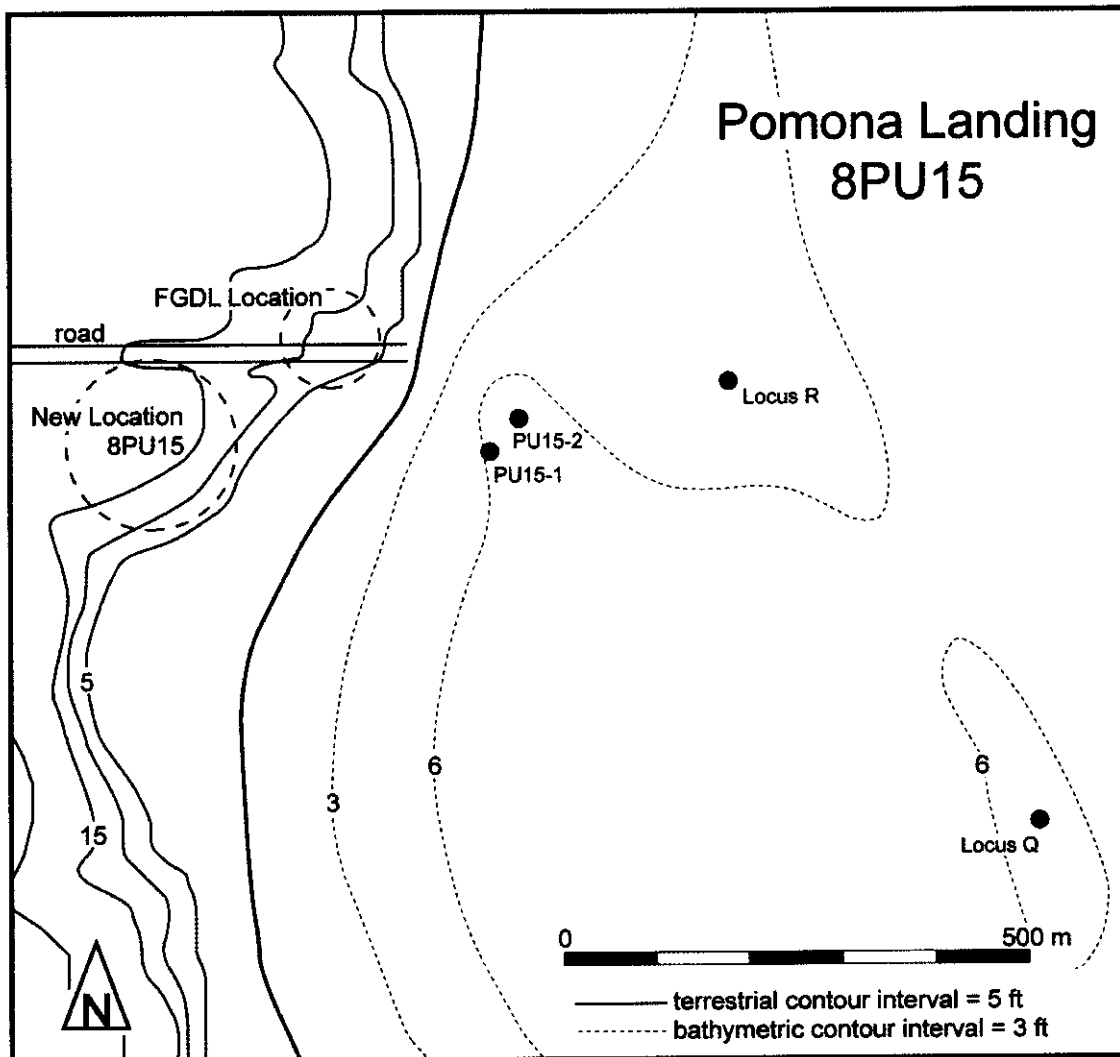 Pomona Landing
8PU15
FGDL Location
road
Locus R
New Location
8PU15
PU15-2
PU15-1
5
6
6
3
15
Locus Q
0
500 m
N
terrestrial contour interval = 5 ft
bathymetric contour interval = 3 ft